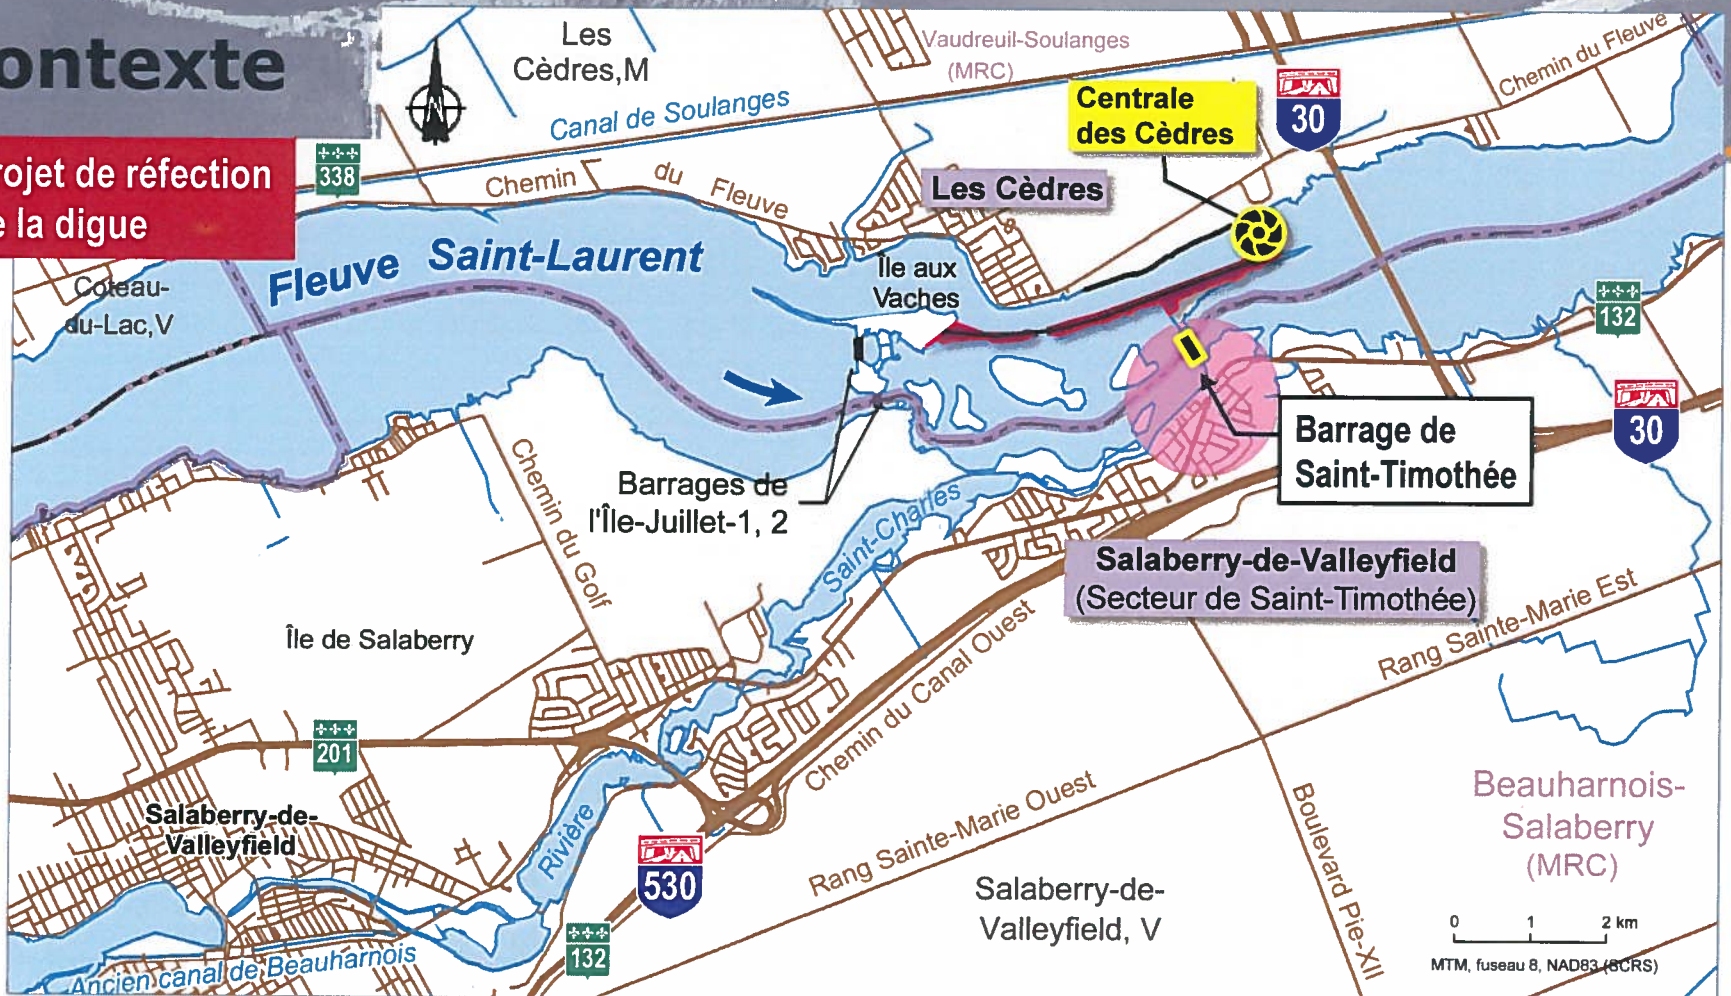 ontexte
rojet de réfection
e la digue
Les
Cèdres,M
Vaudreuil-Soulanges
(MRC)
Chemin du Fleuve
Canal de Soulanges
Centrale
des Cèdres
30
338
Chemin du Fleuve
Les Cèdres
Fleuve Saint-Laurent
Île aux
Vaches
Coteau-
du-Lac,V
132
30
Barrage de
Saint-Timothée
Barrages de
l'Île-Juillet-1, 2
Chemin du Golf
Saint-Charles
Salaberry-de-Valleyfield
(Secteur de Saint-Timothée)
Île de Salaberry
Rang Sainte-Marie Est
Chemin du Canal Ouest
201
Salaberry-de-
Valleyfield
Rivière
530
Rang Sainte-Marie Ouest
Boulevard Pie-XII
Beauharnois-
Salaberry
(MRC)
Salaberry-de-
Valleyfield, V
132
Ancien canal de Beauharnois
0 1 2 km
MTM, fuseau 8, NAD83 (SCRS)